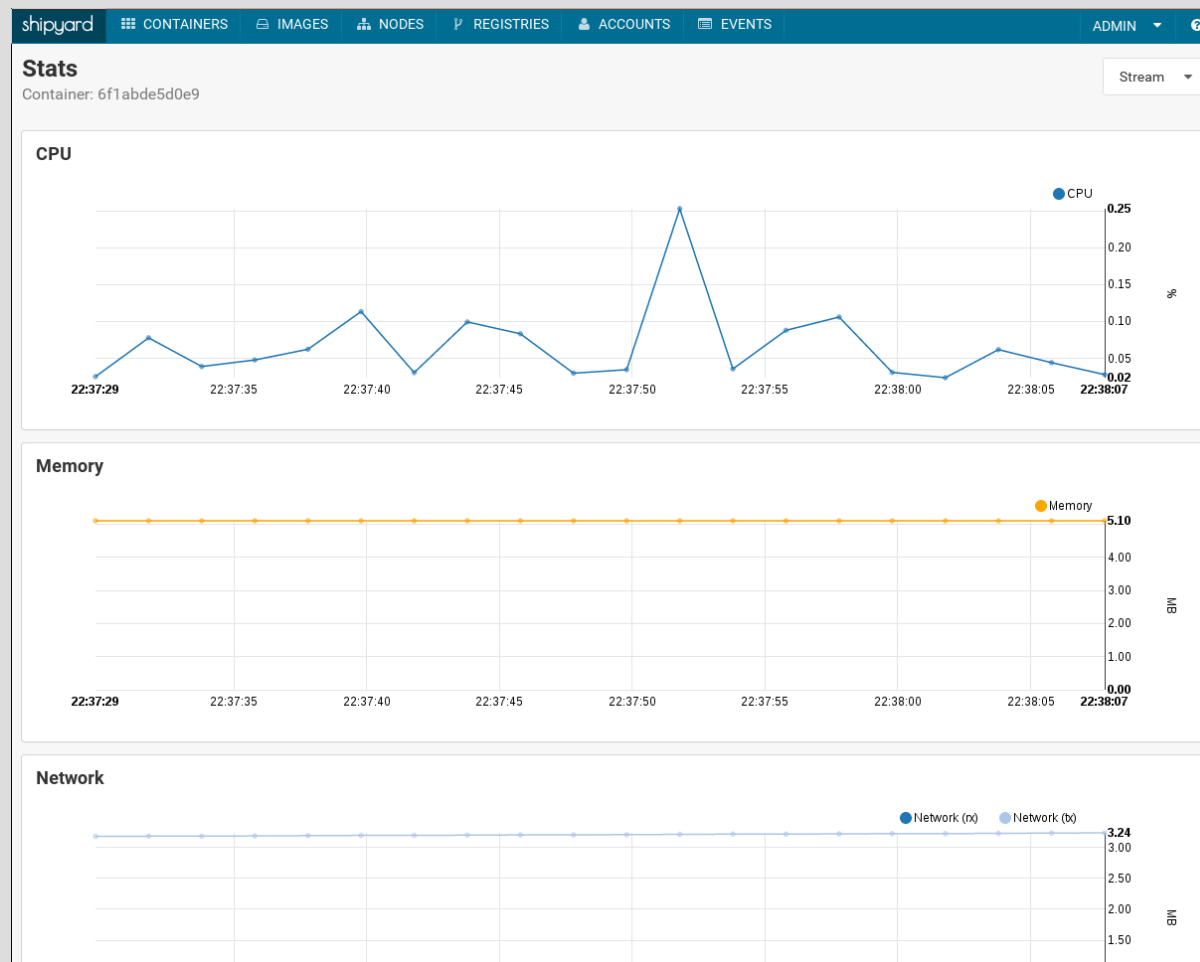 shipyard CONTAINERS IMAGES NODES REGISTRIES ACCOUNTS EVENTS ADMIN
Stats
Container: 6f1abde5d0e9
Stream
CPU
CPU
0.25
0.20
0.15
%
0.10
0.05
0.02
22:37:29 22:37:35 22:37:40 22:37:45 22:37:50 22:37:55 22:38:00 22:38:05 22:38:07
Memory
Memory
5.10
4.00
3.00
MB
2.00
1.00
0.00
22:37:29 22:37:35 22:37:40 22:37:45 22:37:50 22:37:55 22:38:00 22:38:05 22:38:07
Network
Network (rx) Network (tx)
3.24
3.00
2.50
2.00
MB
1.50